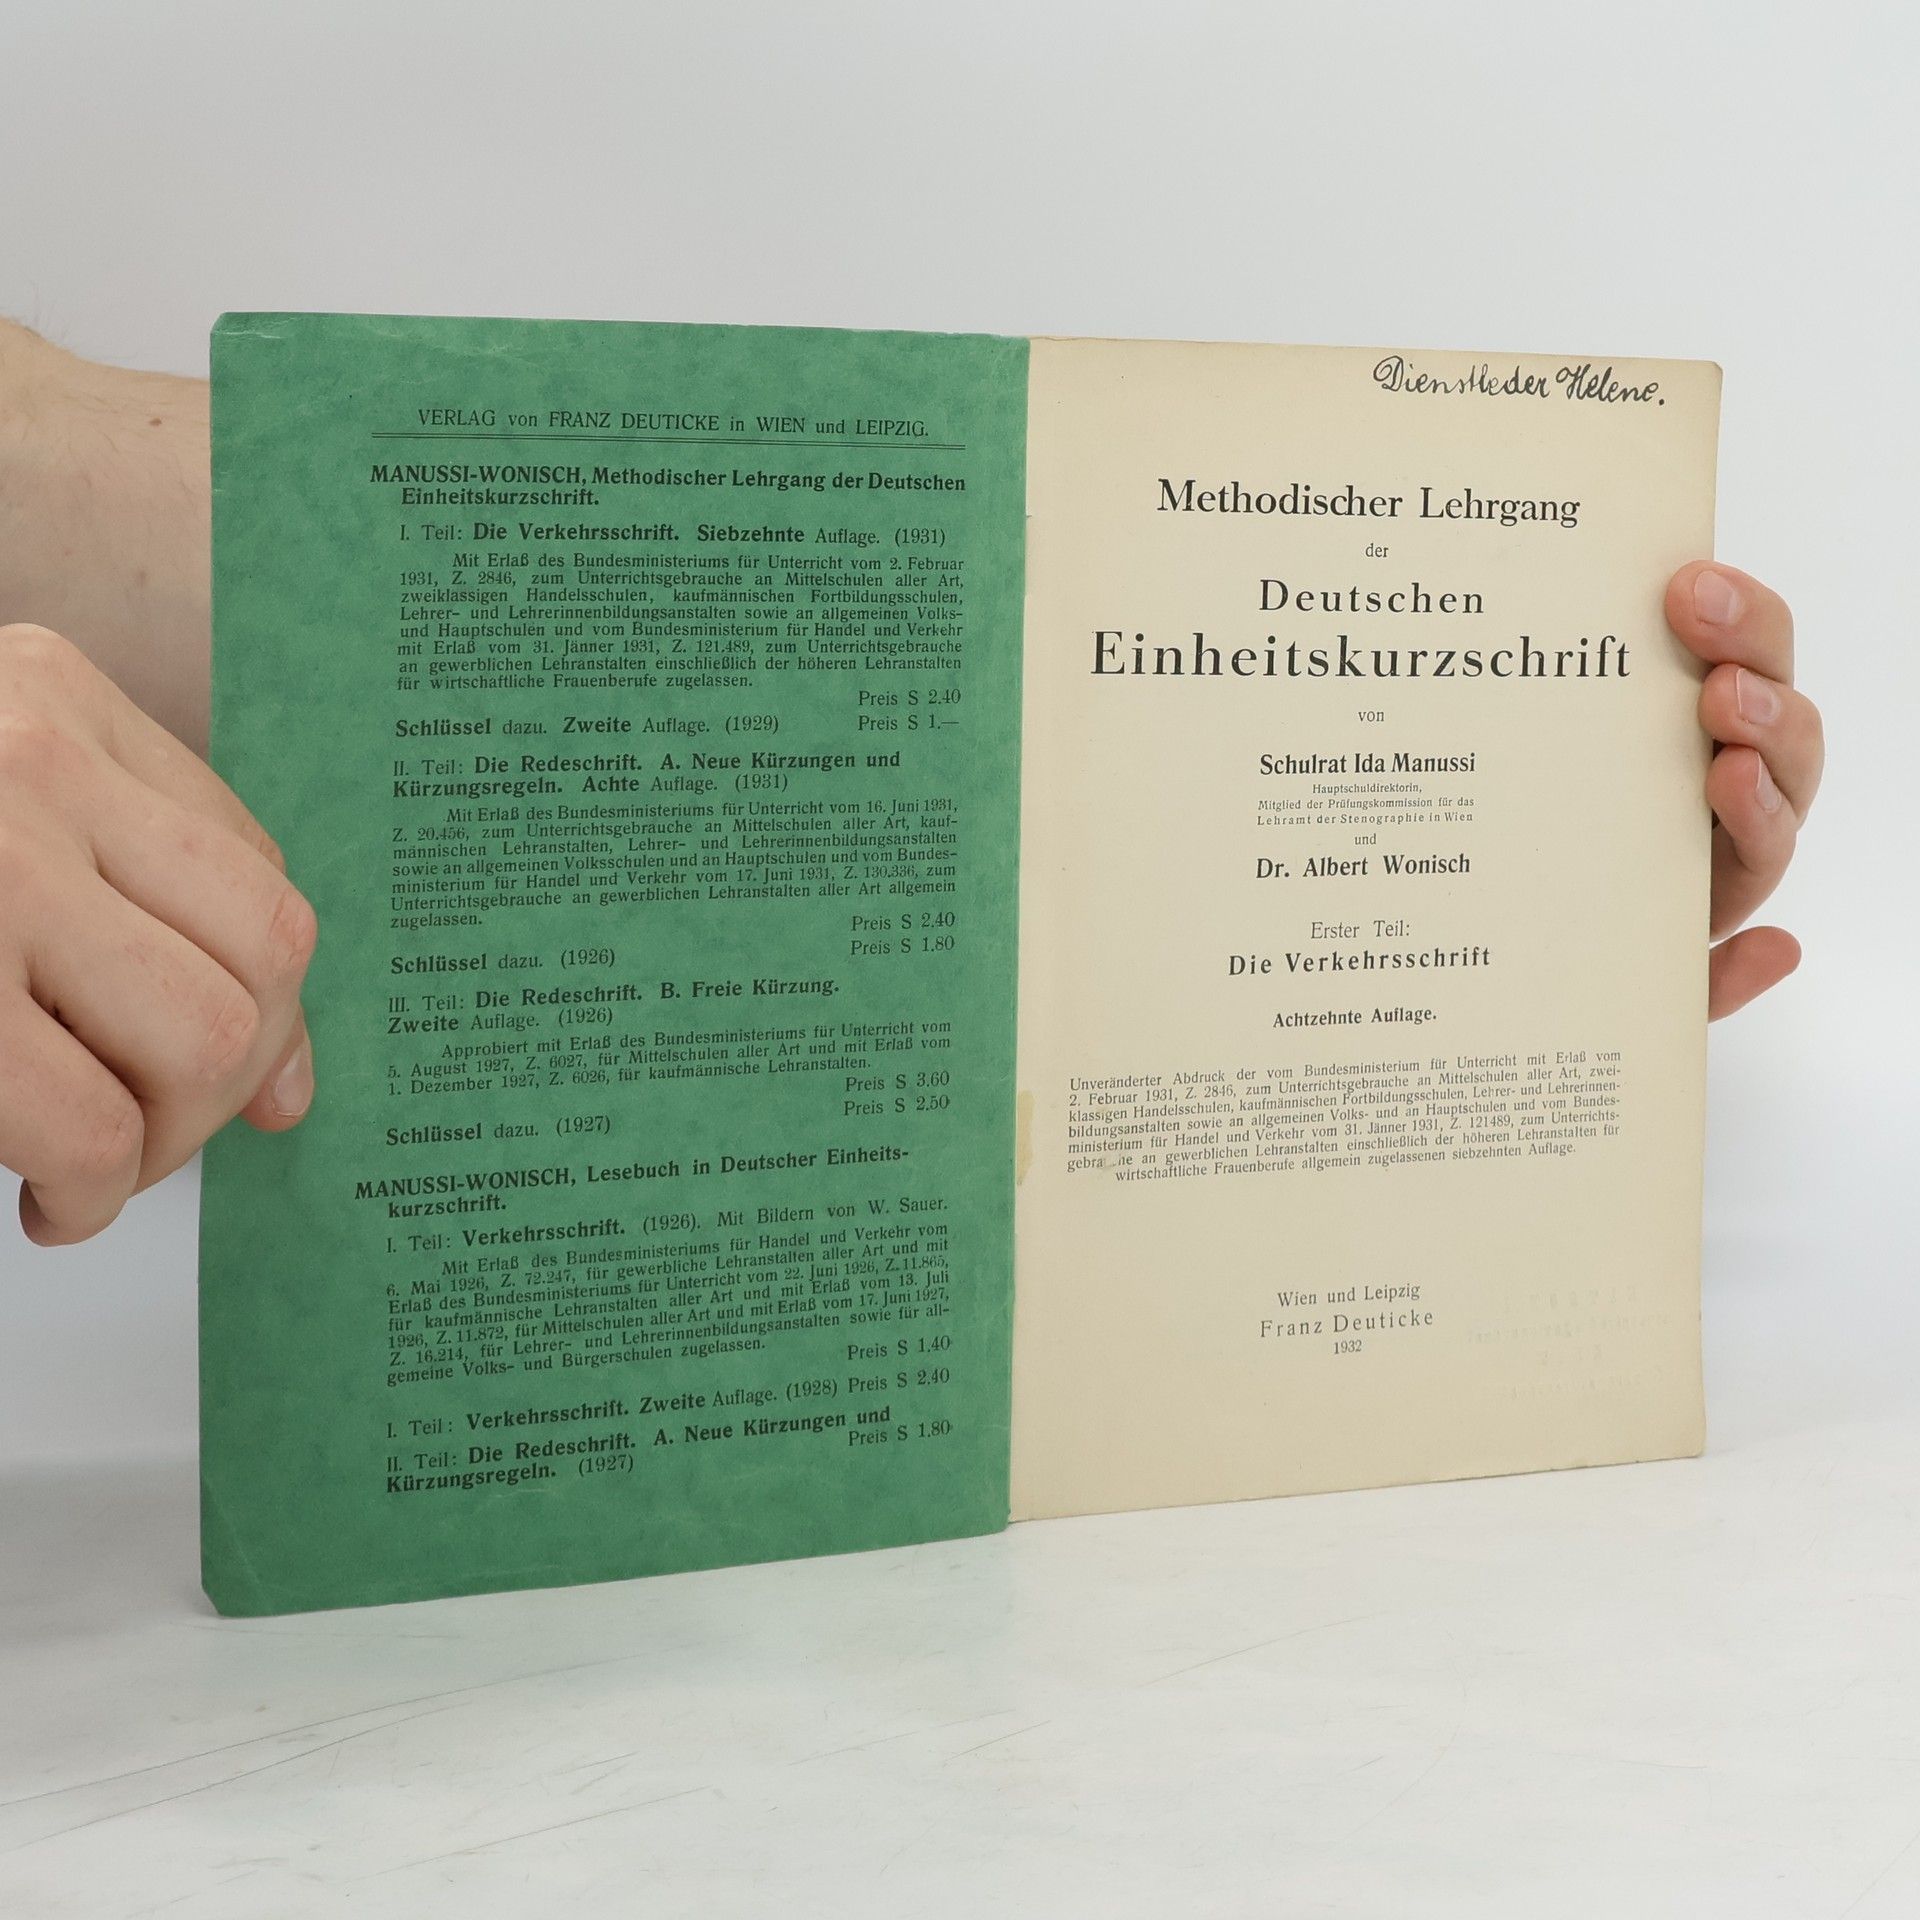 VERLAG von FRANZ DEUTICKE in WIEN und LEIPZIG.
MANUSSI-WONISCH, Methodischer Lehrgang der Deutschen
Einheitskurzschrift.
I. Teil: Die Verkehrsschrift. Siebzehnte Auflage. (1931)
Mit Erlaß des Bundesministeriums für Unterricht vom 2. Februar
1931, Z. 2846, zum Unterrichtsgebrauche an Mittelschulen aller Art,
zweiklassigen Handelsschulen, kaufmännischen Fortbildungsschulen,
Lehrer- und Lehrerinnenbildungsanstalten sowie an allgemeinen Volks-
und Hauptschulen und vom Bundesministerium für Handel und Verkehr
mit Erlaß vom 31. Jänner 1931, Z. 121.489, zum Unterrichtsgebrauche
an gewerblichen Lehranstalten einschließlich der höheren Lehranstalten
für wirtschaftliche Frauenberufe zugelassen.
Preis S 2.40
Schlüssel dazu. Zweite Auflage. (1929) Preis S 1.—
II. Teil: Die Redeschrift. A. Neue Kürzungen und
Kürzungsregeln. Achte Auflage. (1931)
Mit Erlaß des Bundesministeriums für Unterricht vom 16. Juni 1931,
Z. 20.456, zum Unterrichtsgebrauche an Mittelschulen aller Art, kauf-
männischen Lehranstalten, Lehrer- und Lehrerinnenbildungsanstalten
sowie an allgemeinen Volksschulen und an Hauptschulen und vom Bundes-
ministerium für Handel und Verkehr vom 17. Juni 1931, Z. 130.336, zum
Unterrichtsgebrauche an gewerblichen Lehranstalten aller Art allgemein
zugelassen.
Preis S 2.40
Schlüssel dazu. (1926) Preis S 1.80
III. Teil: Die Redeschrift. B. Freie Kürzung.
Zweite Auflage. (1926)
Approbiert mit Erlaß des Bundesministeriums für Unterricht vom
5. August 1927, Z. 6027, für Mittelschulen aller Art und mit Erlaß vom
1. Dezember 1927, Z. 6026, für kaufmännische Lehranstalten.
Preis S 3.60
Schlüssel dazu. (1927) Preis S 2.50
MANUSSI-WONISCH, Lesebuch in Deutscher Einheits-
kurzschrift.
I. Teil: Verkehrsschrift. (1926). Mit Bildern von W. Sauer.
Mit Erlaß des Bundesministeriums für Handel und Verkehr vom
6. Mai 1926, Z. 72.247, für gewerbliche Lehranstalten aller Art und mit
Erlaß des Bundesministeriums für Unterricht vom 22. Juni 1926, Z. 11.865,
für kaufmännische Lehranstalten aller Art und mit Erlaß vom 13. Juli
1926, Z. 11.872, für Mittelschulen aller Art und mit Erlaß vom 17. Juni 1927,
Z. 16.214, für Lehrer- und Lehrerinnenbildungsanstalten sowie für all-
gemeine Volks- und Bürgerschulen zugelassen.
Preis S 1.40
I. Teil: Verkehrsschrift. Zweite Auflage. (1928) Preis S 2.40
II. Teil: Die Redeschrift. A. Neue Kürzungen und
Kürzungsregeln. (1927) Preis S 1.80
Dienstleder Helene.
Methodischer Lehrgang
der
Deutschen
Einheitskurzschrift
von
Schulrat Ida Manussi
Hauptschuldirektorin,
Mitglied der Prüfungskommission für das
Lehramt der Stenographie in Wien
und
Dr. Albert Wonisch
Erster Teil:
Die Verkehrsschrift
Achtzehnte Auflage.
Unveränderter Abdruck der vom Bundesministerium für Unterricht mit Erlaß vom
2. Februar 1931, Z. 2846, zum Unterrichtsgebrauche an Mittelschulen aller Art, zwei-
klassigen Handelsschulen, kaufmännischen Fortbildungsschulen, Lehrer- und Lehrerinnen-
bildungsanstalten sowie an allgemeinen Volks- und an Hauptschulen und vom Bundes-
ministerium für Handel und Verkehr vom 31. Jänner 1931, Z. 121489, zum Unterrichts-
gebrauche an gewerblichen Lehranstalten einschließlich der höheren Lehranstalten für
wirtschaftliche Frauenberufe allgemein zugelassenen siebzehnten Auflage.
Wien und Leipzig
Franz Deuticke
1932